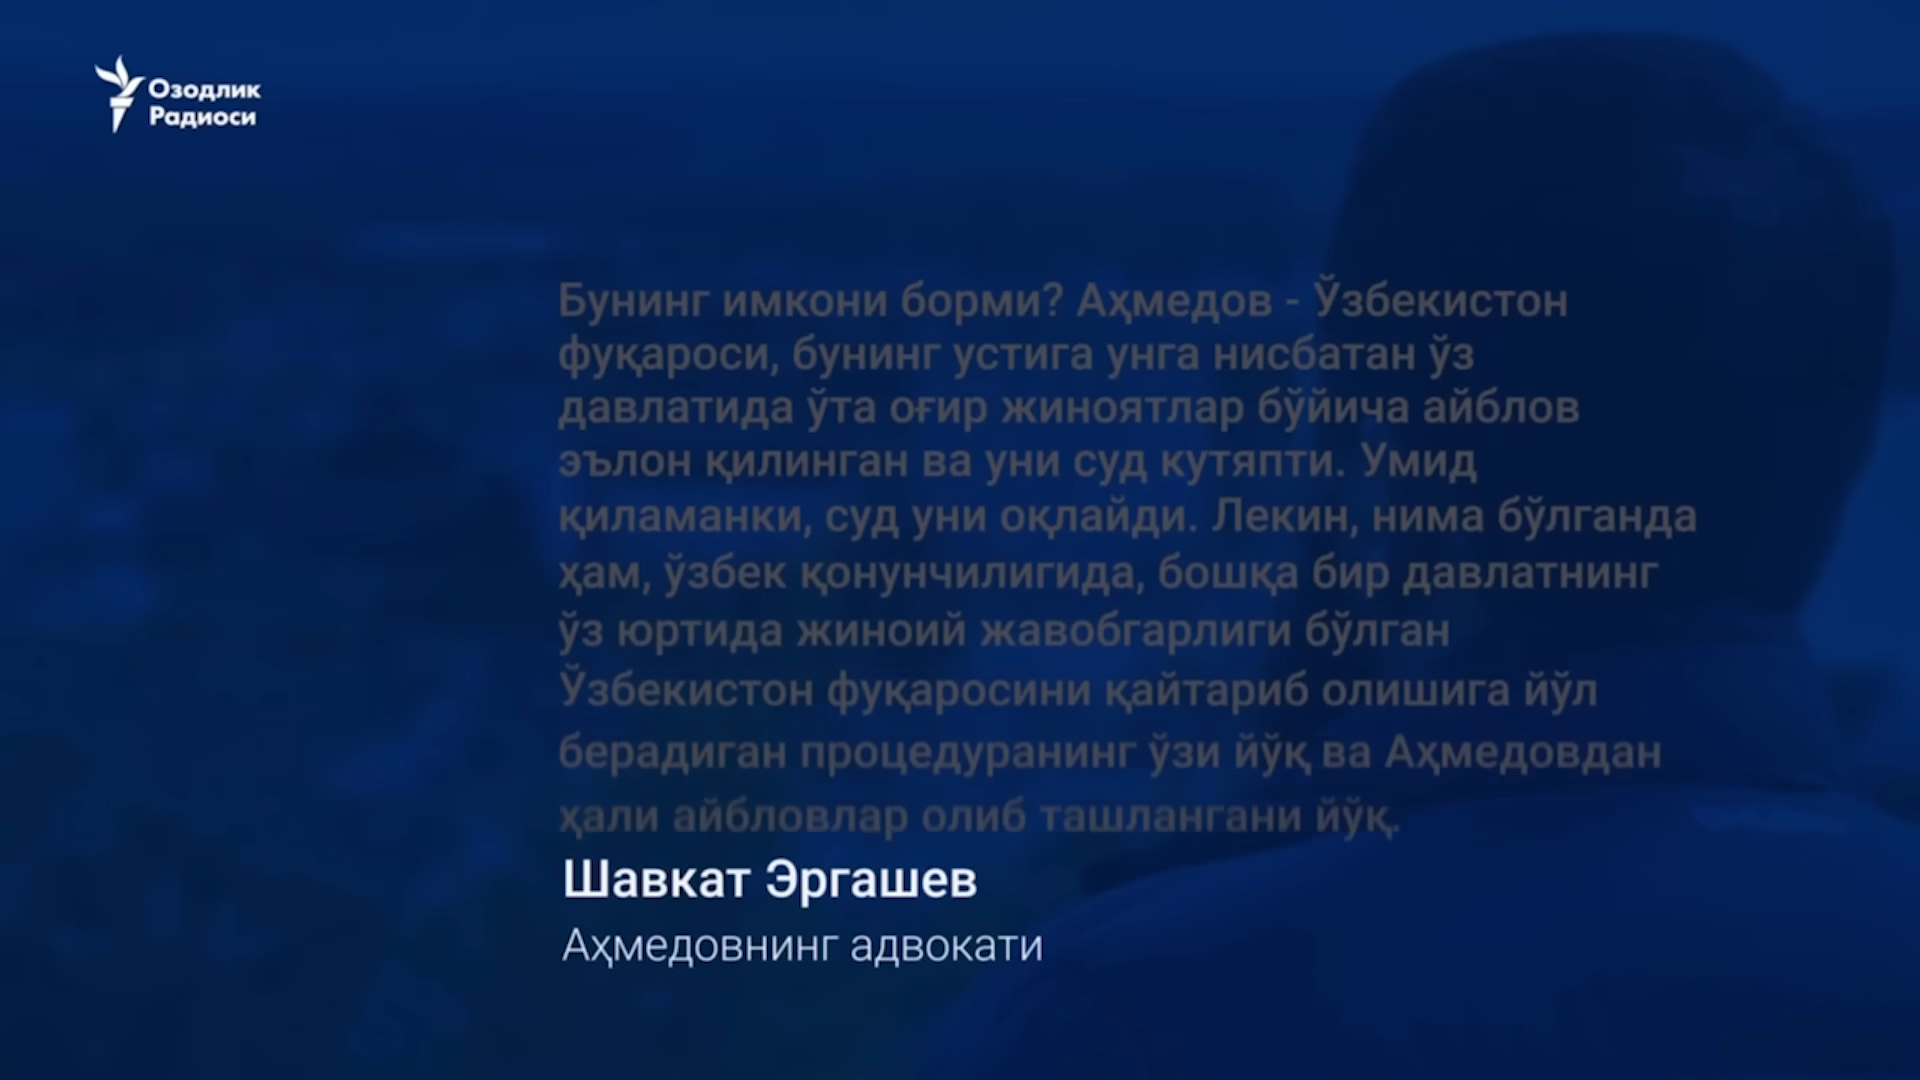 Озодлик
Радиоси
Бунинг имкони борми? Аҳмедов - Ўзбекистон
фуқароси, бунинг устига унга нисбатан ўз
давлатида ўта оғир жиноятлар бўйича айблов
эълон қилинган ва уни суд кутяпти. Умид
қиламанки, суд уни оқлайди. Лекин, нима бўлганда
ҳам, ўзбек қонунчилигида, бошқа бир давлатнинг
ўз юртида жиноий жавобгарлиги бўлган
Ўзбекистон фуқаросини қайтариб олишига йўл
берадиган процедуранинг ўзи йўқ ва Аҳмедовдан
ҳали айбловлар олиб ташлангани йўқ.
Шавкат Эргашев
Аҳмедовнинг адвокати